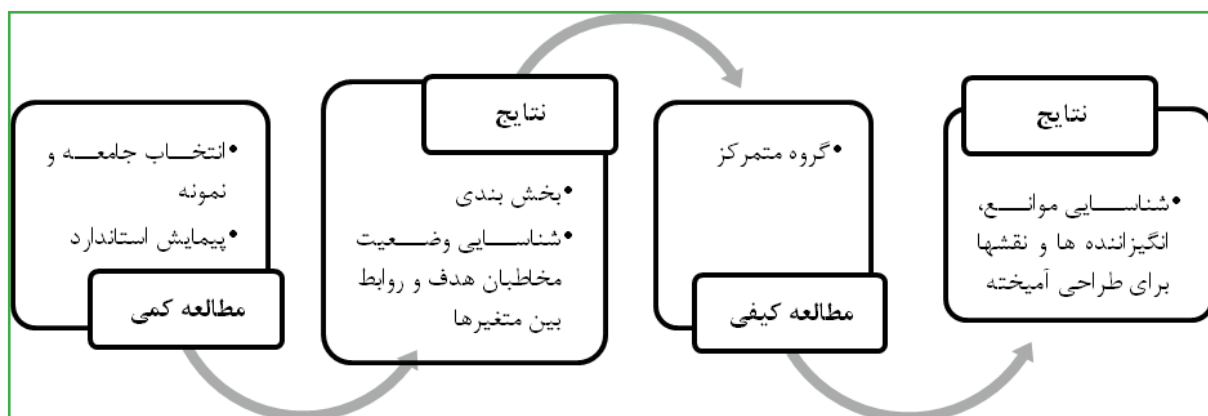 انتخاب جامعه و
نمونه
پیمایش استاندارد
مطالعه کمی
نتایج
بخش بندی
شناسایی وضعیت
مخاطبان هدف و روابط
بین متغیرها
گروه متمرکز
مطالعه کیفی
نتایج
شناسایی موانع،
انگیزاننده ها و نقشها
برای طراحی آمیخته